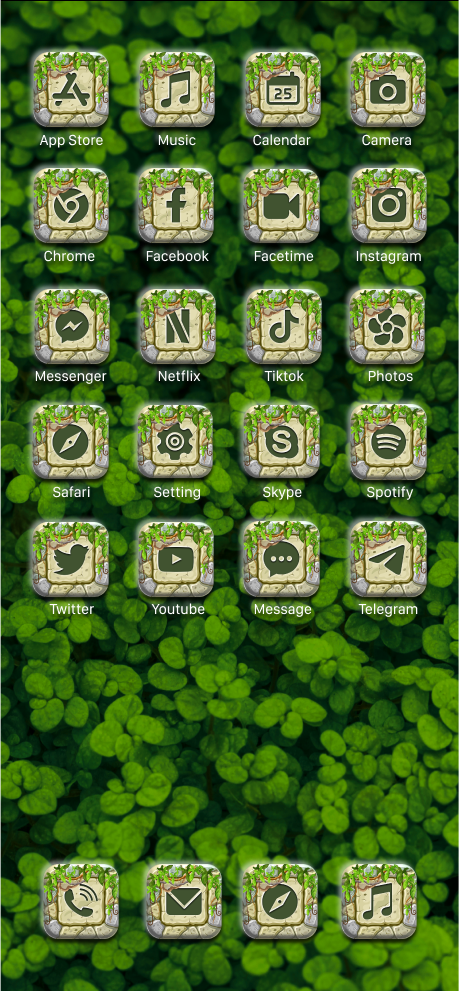 25
App Store Music Calendar Camera
Chrome Facebook Facetime Instagram
Messenger Netflix Tiktok Photos
Safari Setting Skype Spotify
Twitter Youtube Message Telegram